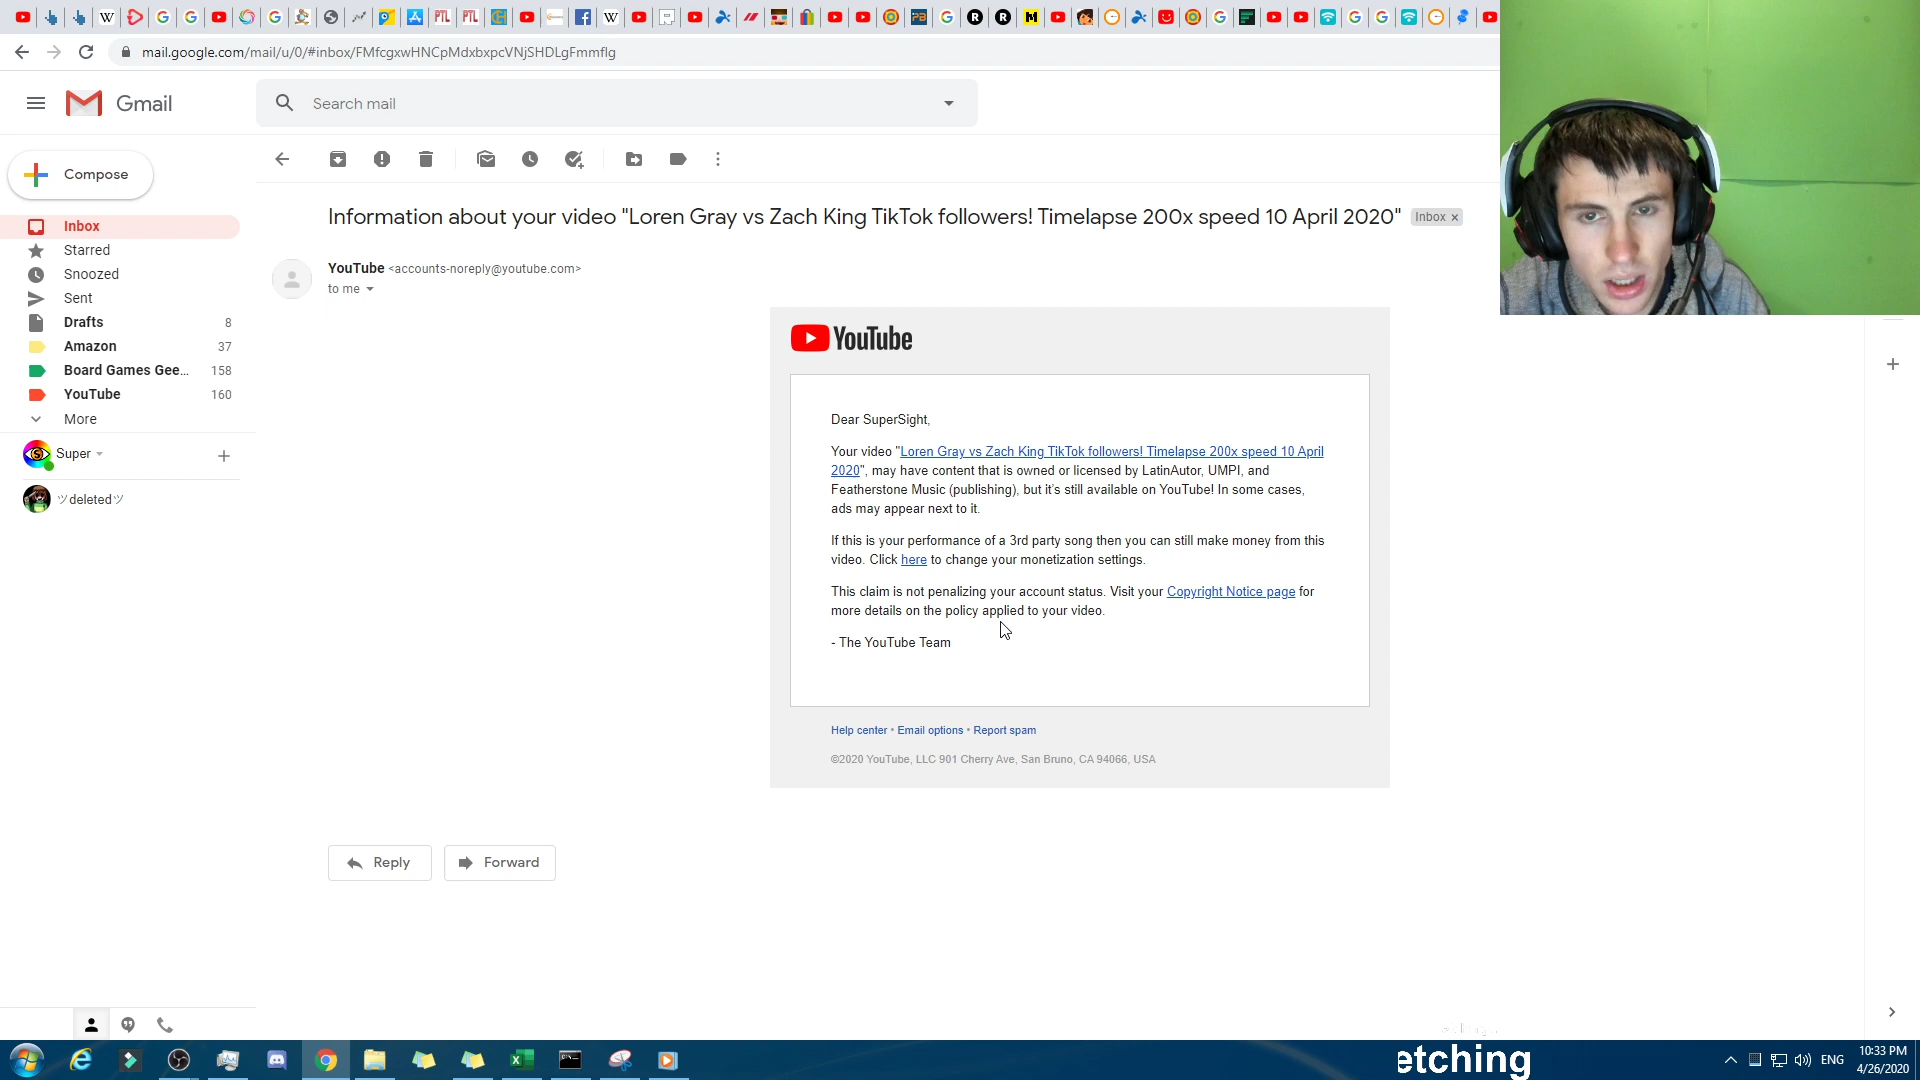 mail.google.com/mail/u/0/#inbox/FMfcgxwHNCpMdxbxpcVNjSHDLgFmmflg
Gmail
Search mail
Compose
Inbox
Starred
Snoozed
Sent
Drafts 8
Amazon 37
Board Games Gee... 158
YouTube 160
More
Super
ツdeletedツ
Information about your video "Loren Gray vs Zach King TikTok followers! Timelapse 200x speed 10 April 2020" Inbox x
YouTube <accounts-noreply@youtube.com>
to me
YouTube
Dear SuperSight,
Your video "Loren Gray vs Zach King TikTok followers! Timelapse 200x speed 10 April
2020", may have content that is owned or licensed by LatinAutor, UMPI, and
Featherstone Music (publishing), but it's still available on YouTube! In some cases,
ads may appear next to it.
If this is your performance of a 3rd party song then you can still make money from this
video. Click here to change your monetization settings.
This claim is not penalizing your account status. Visit your Copyright Notice page for
more details on the policy applied to your video.
- The YouTube Team
Help center • Email options • Report spam
©2020 YouTube, LLC 901 Cherry Ave, San Bruno, CA 94066, USA
Reply
Forward
etching
ENG
10:33 PM
4/26/2020